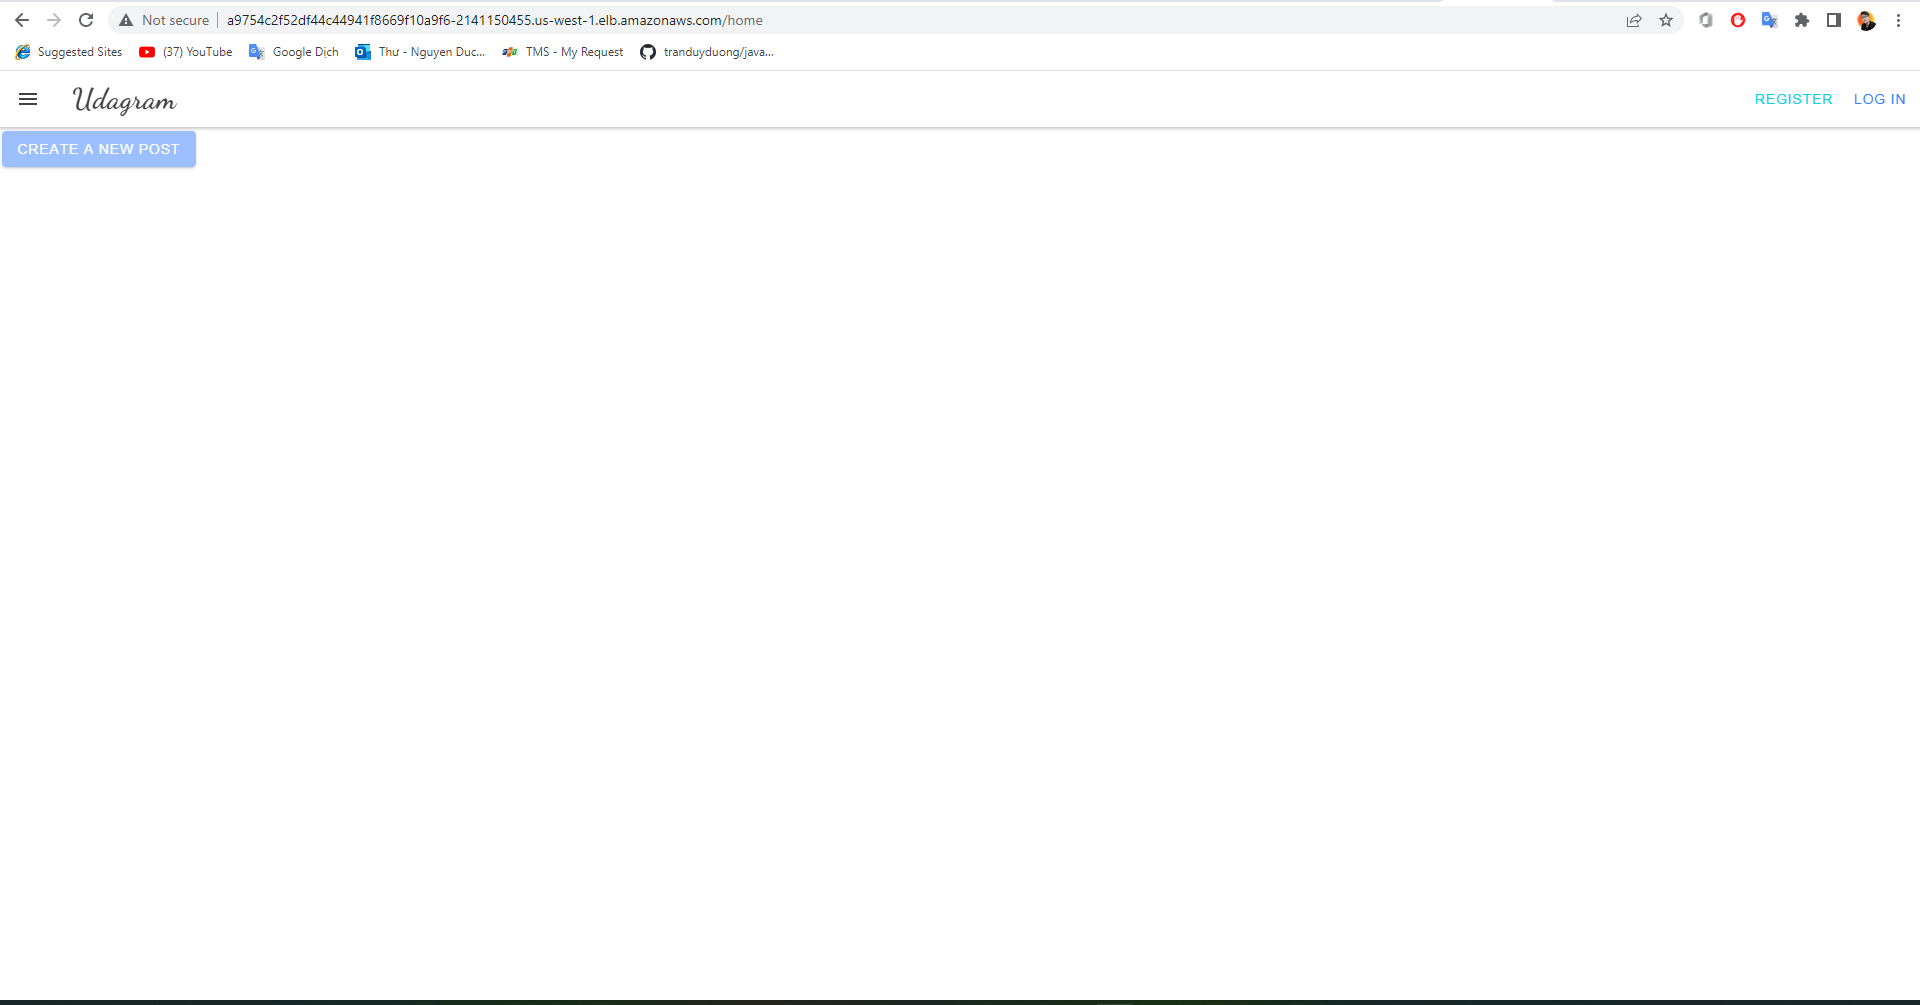 Not secure a9754c2f52df44c44941f8669f10a9f6-2141150455.us-west-1.elb.amazonaws.com/home
Suggested Sites (37) YouTube Google Dịch Thư - Nguyen Duc... TMS - My Request tranduyduong/java...
Udagram REGISTER LOG IN
CREATE A NEW POST